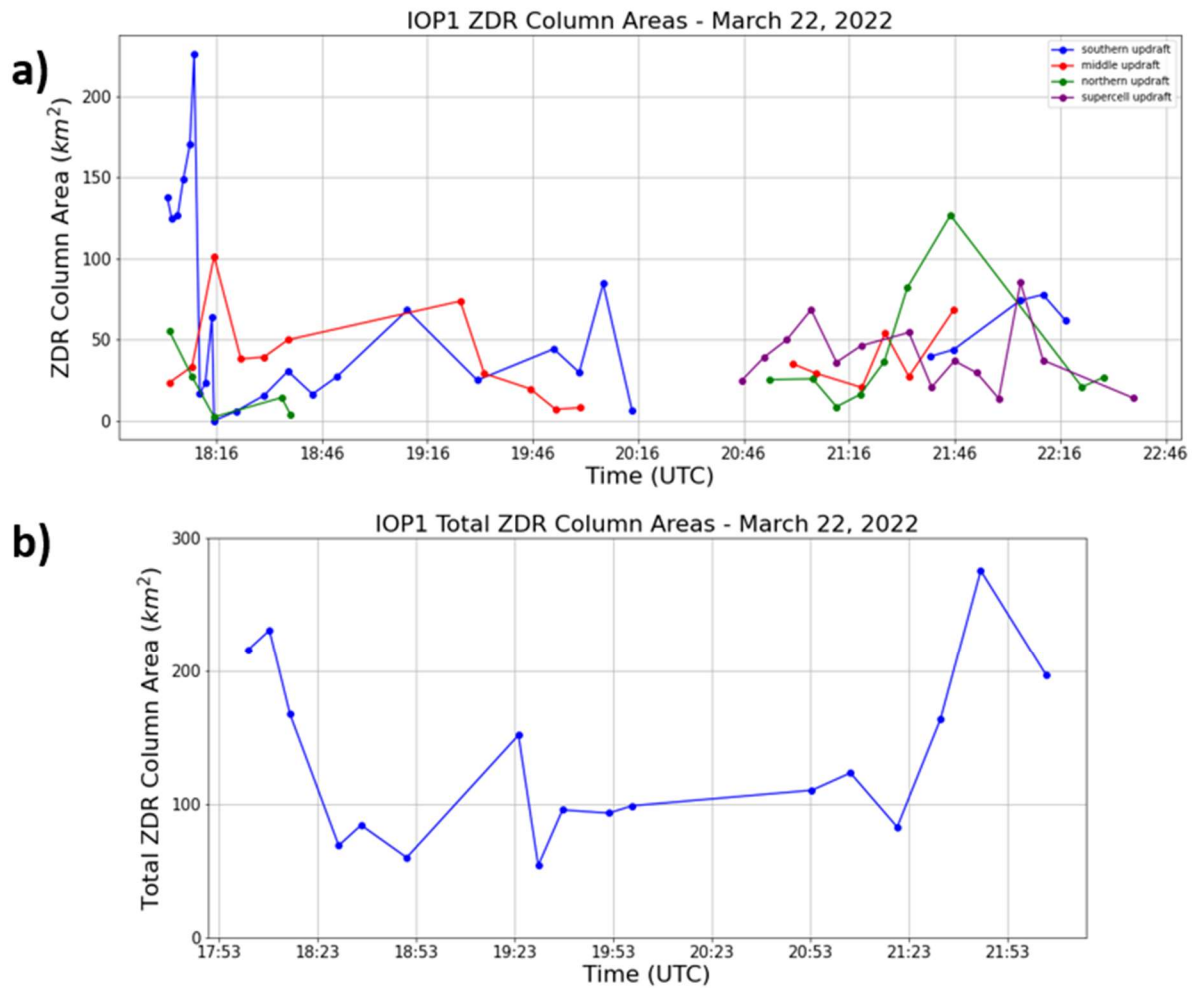 IOP1 ZDR Column Areas - March 22, 2022
a)
ZDR Column Area (km²)
200
150
100
50
0
southern updraft
middle updraft
northern updraft
supercell updraft
18:16 18:46 19:16 19:46 20:16 20:46 21:16 21:46 22:16 22:46
Time (UTC)
IOP1 Total ZDR Column Areas - March 22, 2022
b)
Total ZDR Column Area (km²)
300
200
100
0
17:53 18:23 18:53 19:23 19:53 20:23 20:53 21:23 21:53
Time (UTC)